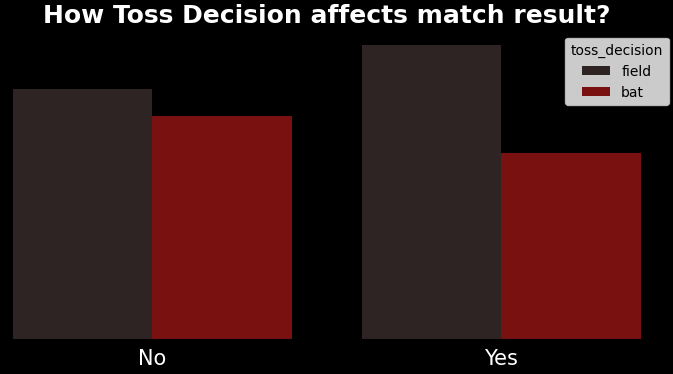 How Toss Decision affects match result?
toss_decision
field
bat
No
Yes